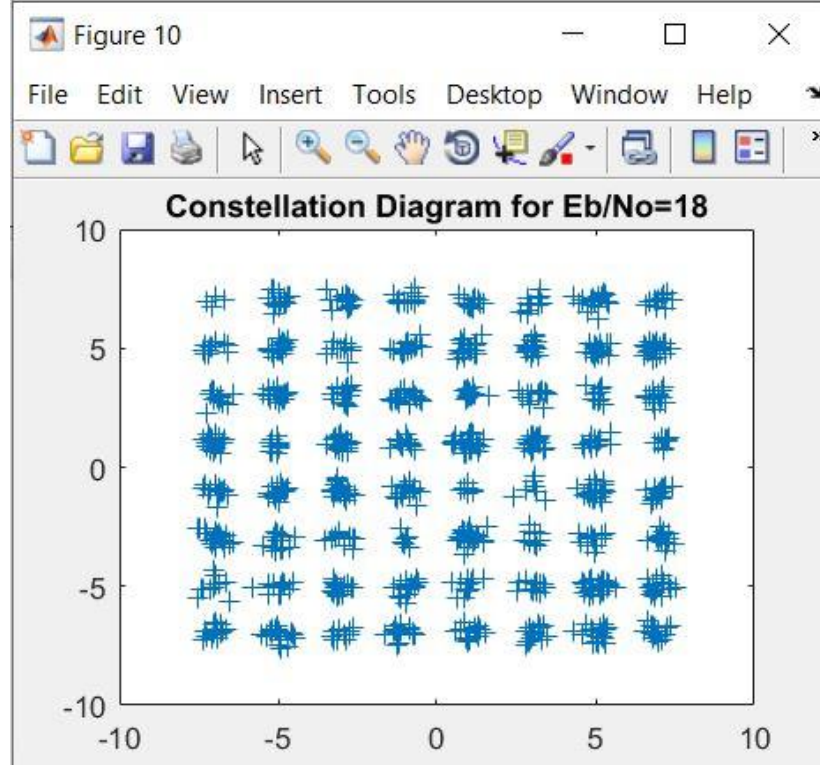 Figure 10
File Edit View Insert Tools Desktop Window Help
Constellation Diagram for Eb/No=18
10
5
0
-5
-10
-10 -5 0 5 10